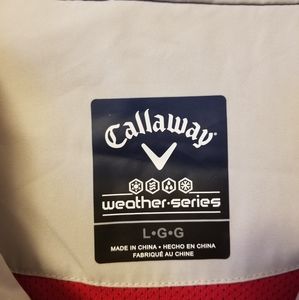 Callaway
weather•series
L•G•G
MADE IN CHINA • HECHO EN CHINA
FABRIQUÉ AU CHINE